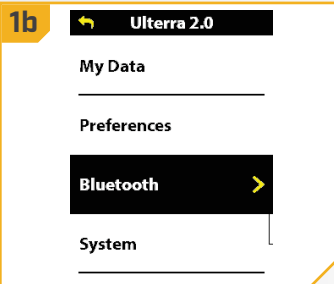 1b
Ulterra 2.0
My Data
Preferences
Bluetooth
System